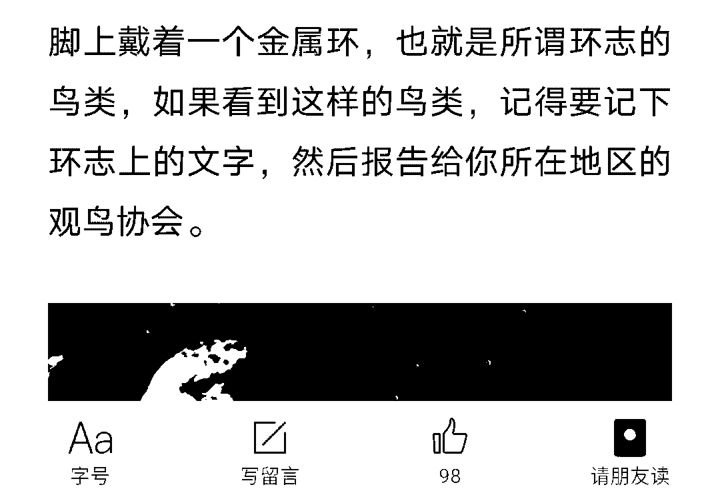 脚上戴着一个金属环，也就是所谓环志的
鸟类，如果看到这样的鸟类，记得要记下
环志上的文字，然后报告给你所在地区的
观鸟协会。
Aa
字号 写留言 98 请朋友读